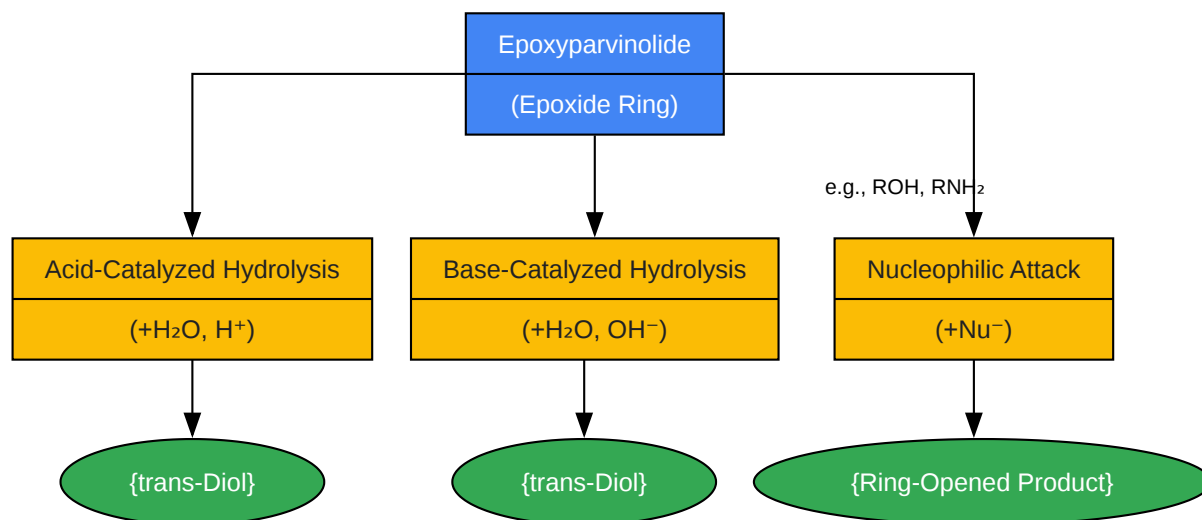 Epoxyparvinolide
(Epoxide Ring)
e.g., ROH, RNH₂
Acid-Catalyzed Hydrolysis
(+H₂O, H⁺)
Base-Catalyzed Hydrolysis
(+H₂O, OH⁻)
Nucleophilic Attack
(+Nu⁻)
{trans-Diol}
{trans-Diol}
{Ring-Opened Product}